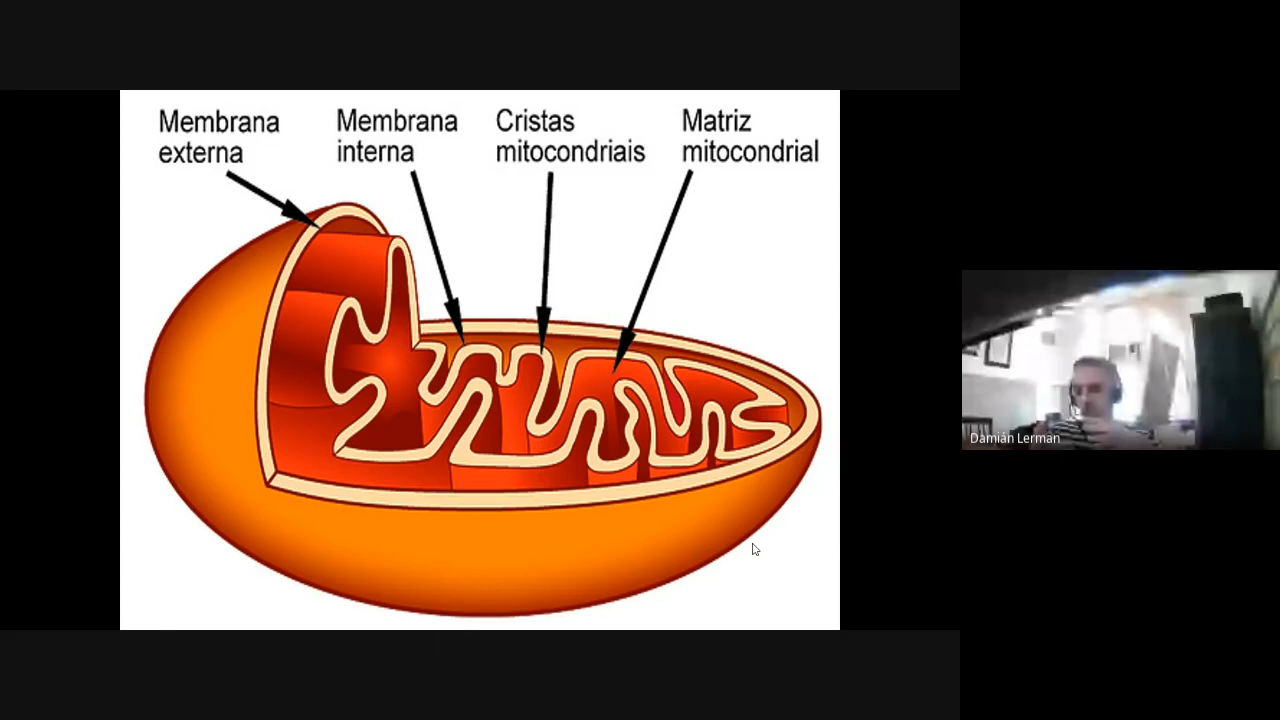 Membrana
externa
Membrana
interna
Cristas
mitocondriais
Matriz
mitocondrial
Damián Lerman